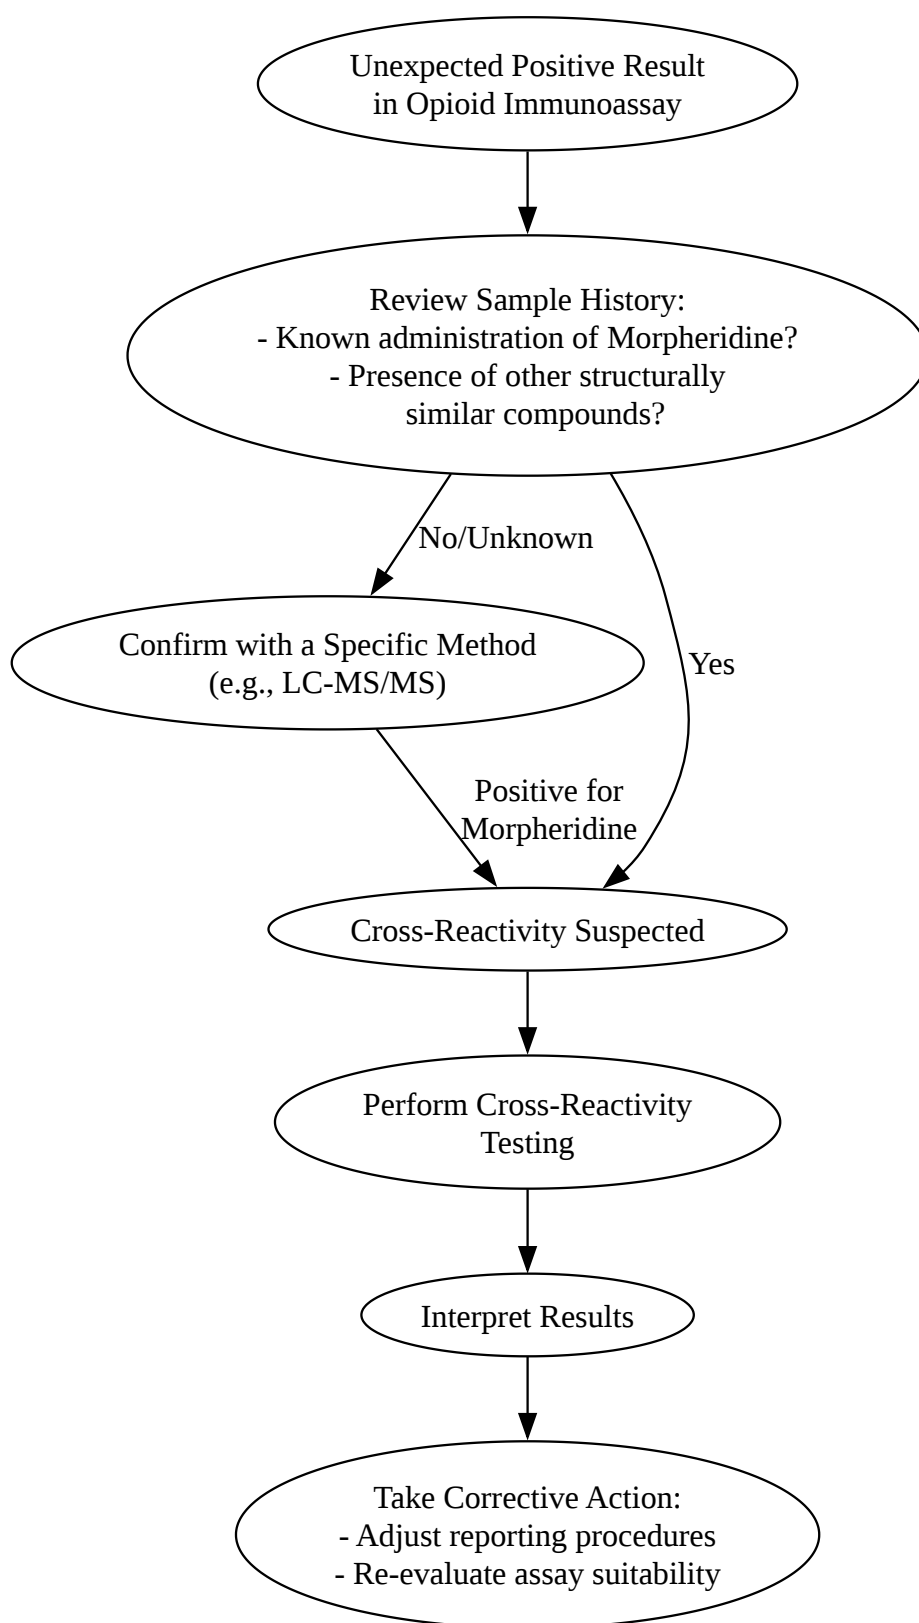 Unexpected Positive Result
in Opioid Immunoassay
Review Sample History:
- Known administration of Morpheridine?
- Presence of other structurally
similar compounds?
No/Unknown
Confirm with a Specific Method
(e.g., LC-MS/MS)
Yes
Positive for
Morpheridine
Cross-Reactivity Suspected
Perform Cross-Reactivity
Testing
Interpret Results
Take Corrective Action:
- Adjust reporting procedures
- Re-evaluate assay suitability